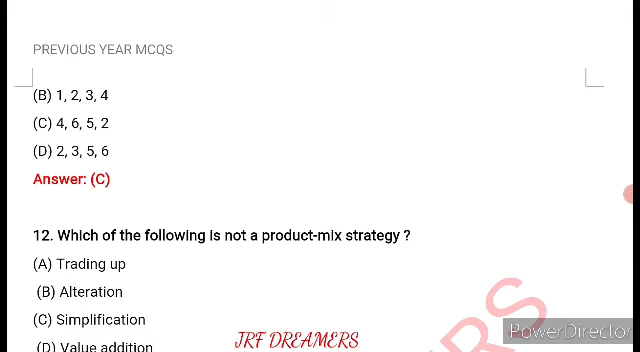 PREVIOUS YEAR MCQS
(B) 1, 2, 3, 4
(C) 4, 6, 5, 2
(D) 2, 3, 5, 6
Answer: (C)
12. Which of the following is not a product-mix strategy ?
(A) Trading up
(B) Alteration
(C) Simplification
(D) Value addition
JRF DREAMERS
RS
PowerDirector